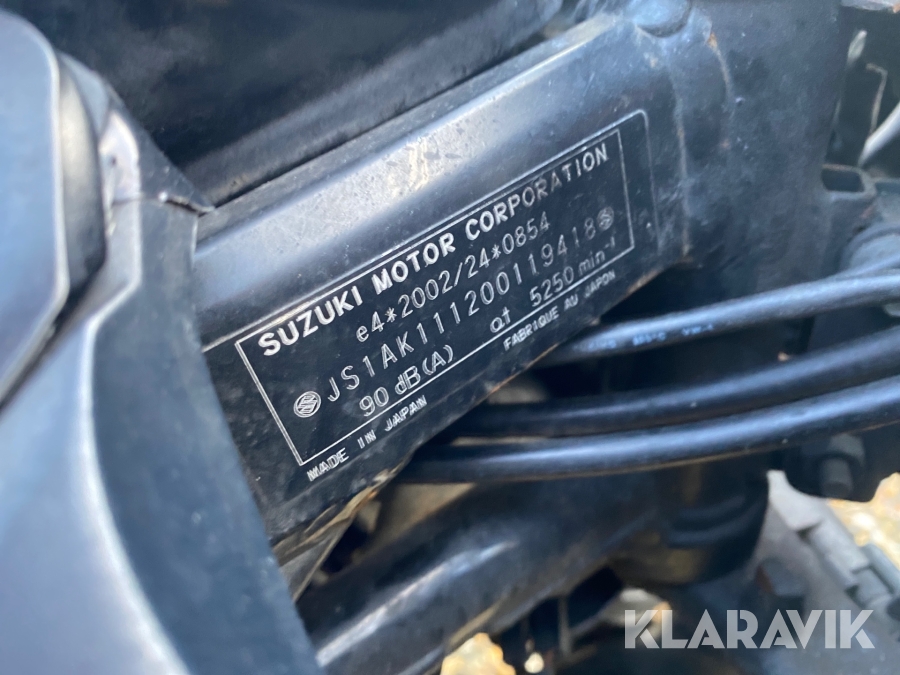 SUZUKI MOTOR CORPORATION
e4*2002/24*0854
JS1AK111200119418
90 dB(A) at 5250 min⁻¹
MADE IN JAPAN FABRIQUE AU JAPON
KLARAVIK